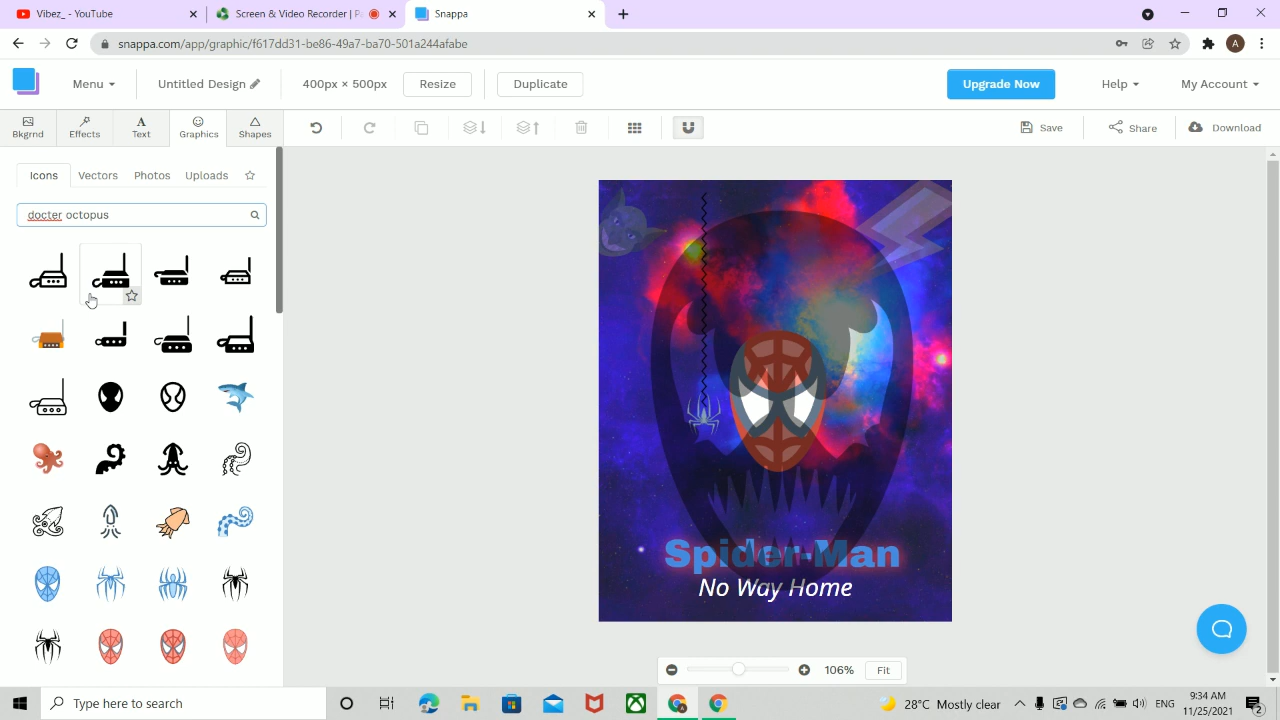 Vibez_ - YouTube
Screen & Video Recorder | P
Snappa
snappa.com/app/graphic/f617dd31-be86-49a7-ba70-501a244afabe
A
Menu
Untitled Design
400px × 500px
Resize
Duplicate
Upgrade Now
Help
My Account
Bkgrnd
Effects
Text
Graphics
Shapes
Save
Share
Download
Icons
Vectors
Photos
Uploads
docter octopus
Spider-Man
No Way Home
106%
Fit
Type here to search
28°C Mostly clear
ENG
9:34 AM
11/25/2021
2